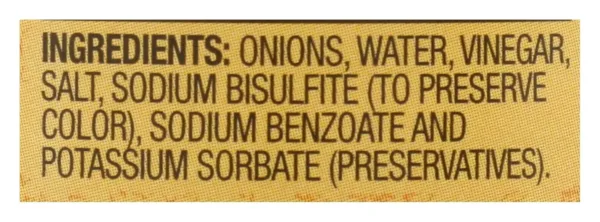 INGREDIENTS: ONIONS, WATER, VINEGAR,
SALT, SODIUM BISULFITE (TO PRESERVE
COLOR), SODIUM BENZOATE AND
POTASSIUM SORBATE (PRESERVATIVES).